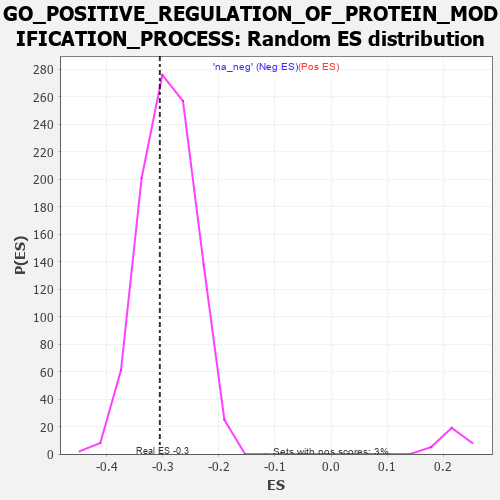 GO_POSITIVE_REGULATION_OF_PROTEIN_MOD
IFICATION_PROCESS: Random ES distribution
'na_neg' (Neg ES)(Pos ES)
P(ES)
280
260
240
220
200
180
160
140
120
100
80
60
40
20
0
Real ES -0.3
Sets with pos scores: 3%
-0.4 -0.3 -0.2 -0.1 0.0 0.1 0.2
ES